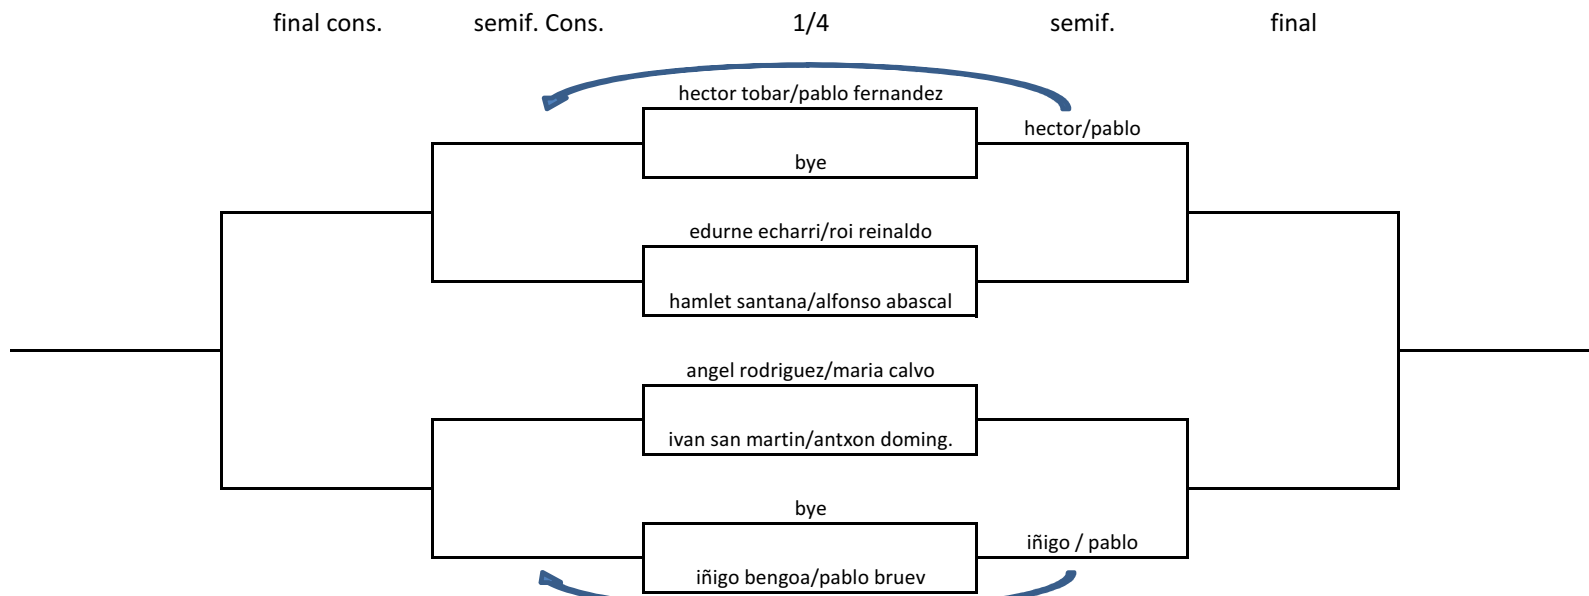 final cons. semif. Cons. 1/4 semif. final
hector tobar/pablo fernandez
hector/pablo
bye
edurne echarri/roi reinaldo
hamlet santana/alfonso abascal
angel rodriguez/maria calvo
ivan san martin/antxon doming.
bye
iñigo / pablo
iñigo bengoa/pablo bruev